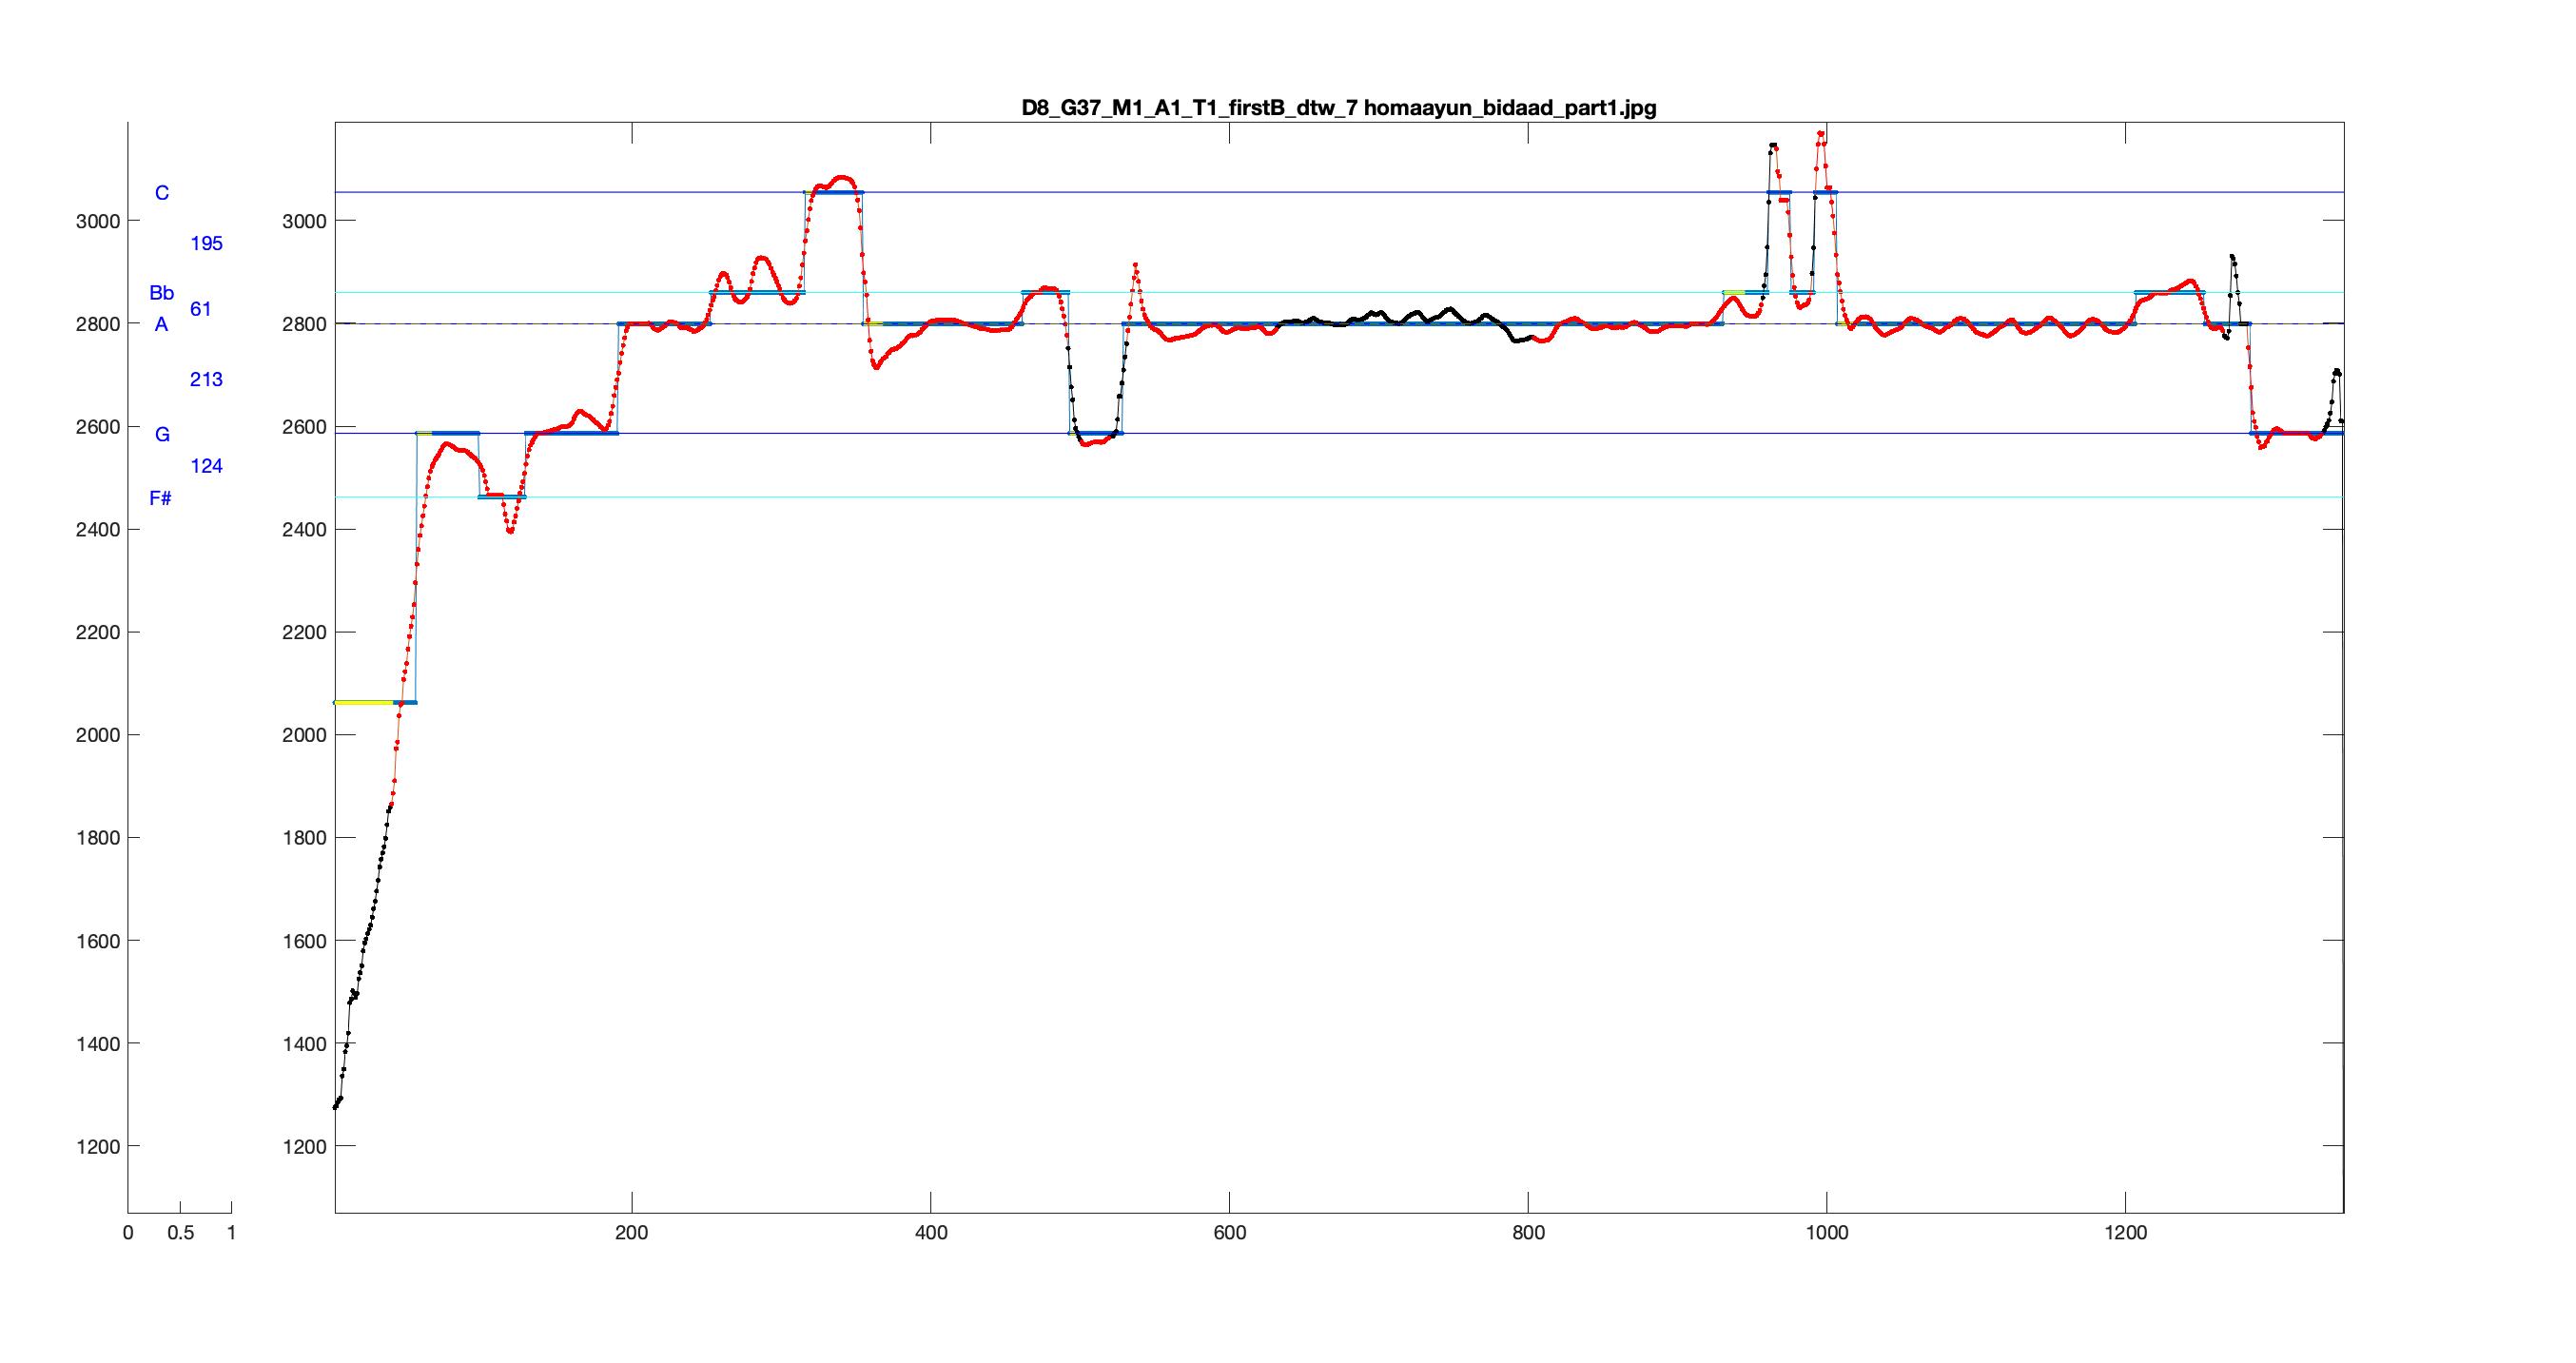 D8_G37_M1_A1_T1_firstB_dtw_7 homaayun_bidaad_part1.jpg
C
3000 3000
195
Bb
61
2800 A 2800
213
2600 G 2600
124
F#
2400 2400
2200 2200
2000 2000
1800 1800
1600 1600
1400 1400
1200 1200
0 0.5 1 200 400 600 800 1000 1200